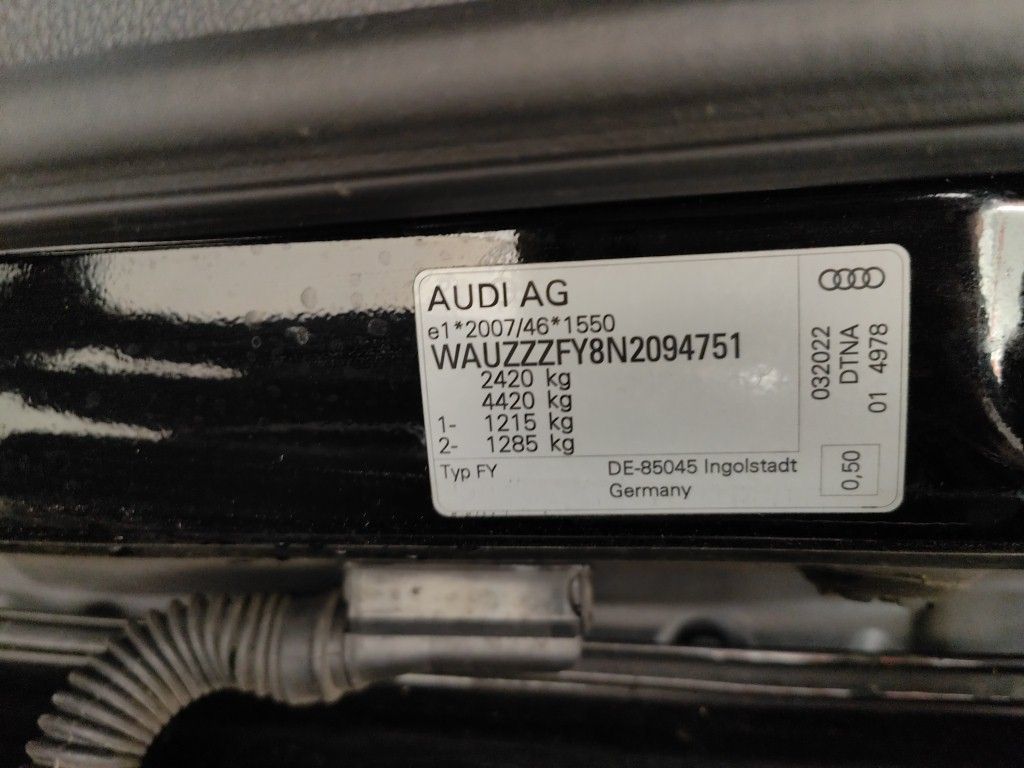 AUDI AG
e1*2007/46*1550
WAUZZZFY8N2094751
2420 kg
4420 kg
1- 1215 kg
2- 1285 kg
Typ FY
DE-85045 Ingolstadt
Germany
032022
DTNA
01 4978
0,50